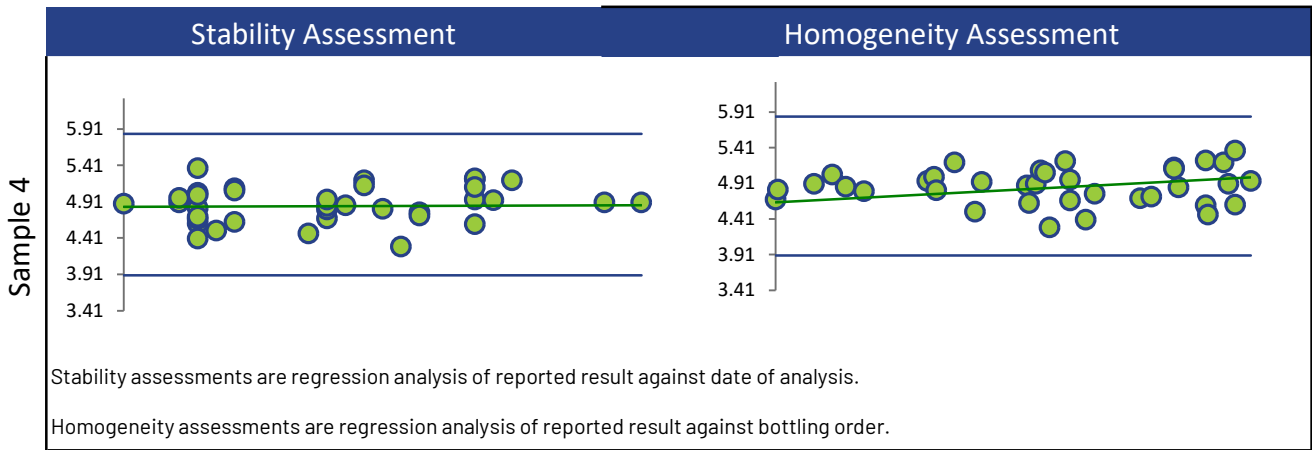 Stability Assessment
Homogeneity Assessment
Sample 4
5.91
5.41
4.91
4.41
3.91
3.41
5.91
5.41
4.91
4.41
3.91
3.41
Stability assessments are regression analysis of reported result against date of analysis.
Homogeneity assessments are regression analysis of reported result against bottling order.